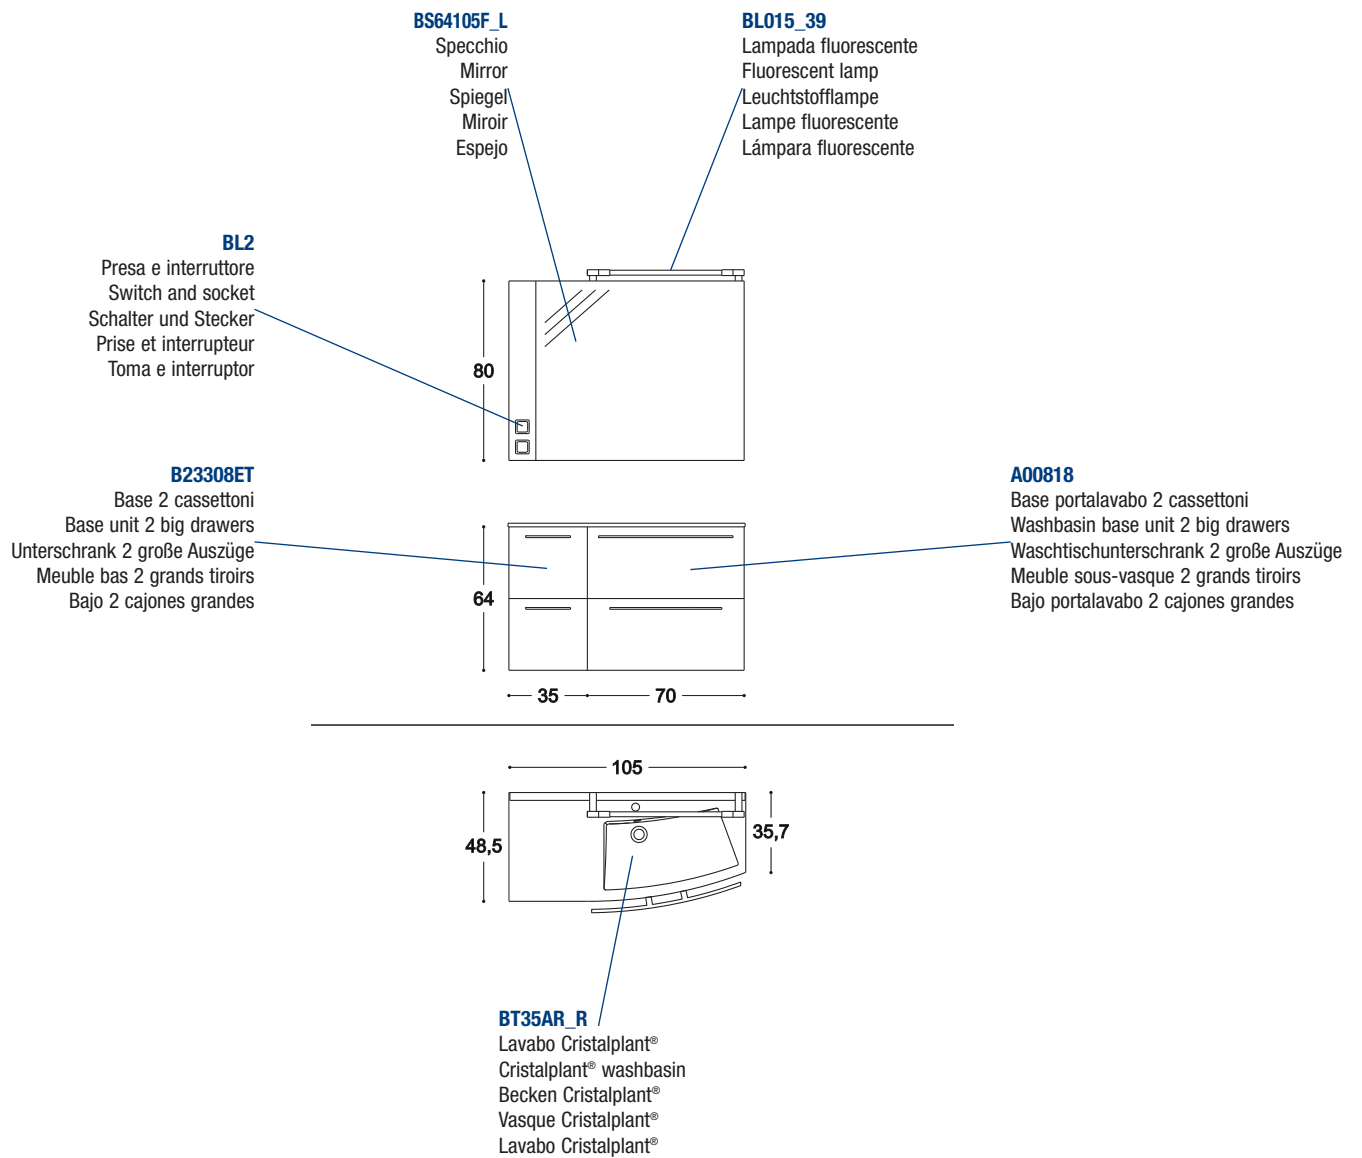 BS64105F_L
Specchio
Mirror
Spiegel
Miroir
Espejo
BL015_39
Lampada fluorescente
Fluorescent lamp
Leuchtstofflampe
Lampe fluorescente
Lámpara fluorescente
BL2
Presa e interruttore
Switch and socket
Schalter und Stecker
Prise et interrupteur
Toma e interruptor
80
B23308ET
Base 2 cassettoni
Base unit 2 big drawers
Unterschrank 2 große Auszüge
Meuble bas 2 grands tiroirs
Bajo 2 cajones grandes
64
A00818
Base portalavabo 2 cassettoni
Washbasin base unit 2 big drawers
Waschtischunterschrank 2 große Auszüge
Meuble sous-vasque 2 grands tiroirs
Bajo portalavabo 2 cajones grandes
35 70
105
48,5 35,7
BT35AR_R
Lavabo Cristalplant®
Cristalplant® washbasin
Becken Cristalplant®
Vasque Cristalplant®
Lavabo Cristalplant®